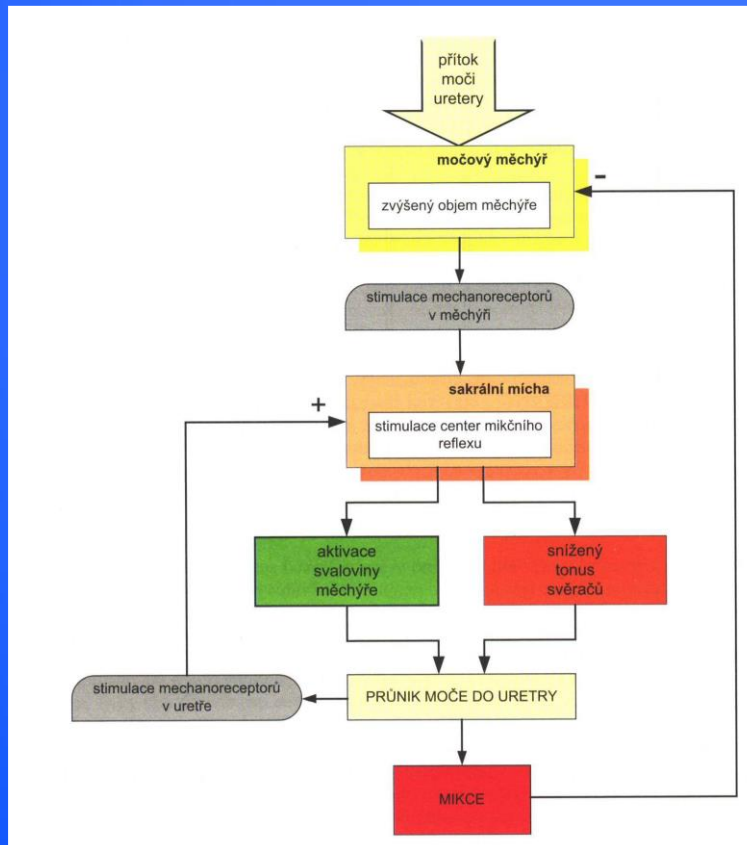 přítok
moči
uretery
močový měchýř
-
zvýšený objem měchýře
stimulace mechanoreceptorů
v měchýři
sakrální mícha
+
stimulace center mikčního
reflexu
aktivace
svaloviny
měchýře
snížený
tonus
svěračů
stimulace mechanoreceptorů
v uretře
PRŮNIK MOČE DO URETRY
MIKCE